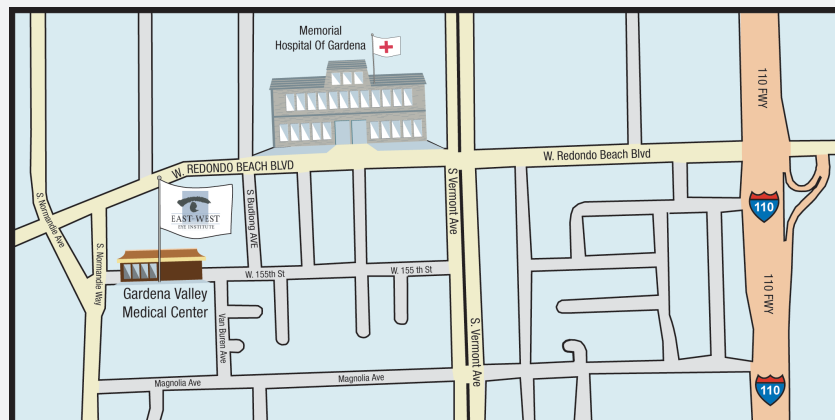 Memorial
Hospital Of Gardena
110 FWY
W. REDONDO BEACH BLVD
W. Redondo Beach Blvd
S. Normandie Ave
S Budlong AVE
S Vermont Ave
110
EAST-WEST
EYE INSTITUTE
S. Normandie Way
W. 155th St
W. 155 th St
110 FWY
Gardena Valley
Medical Center
Van Buren Ave
S. Vermont Ave
Magnolia Ave
Magnolia Ave
110